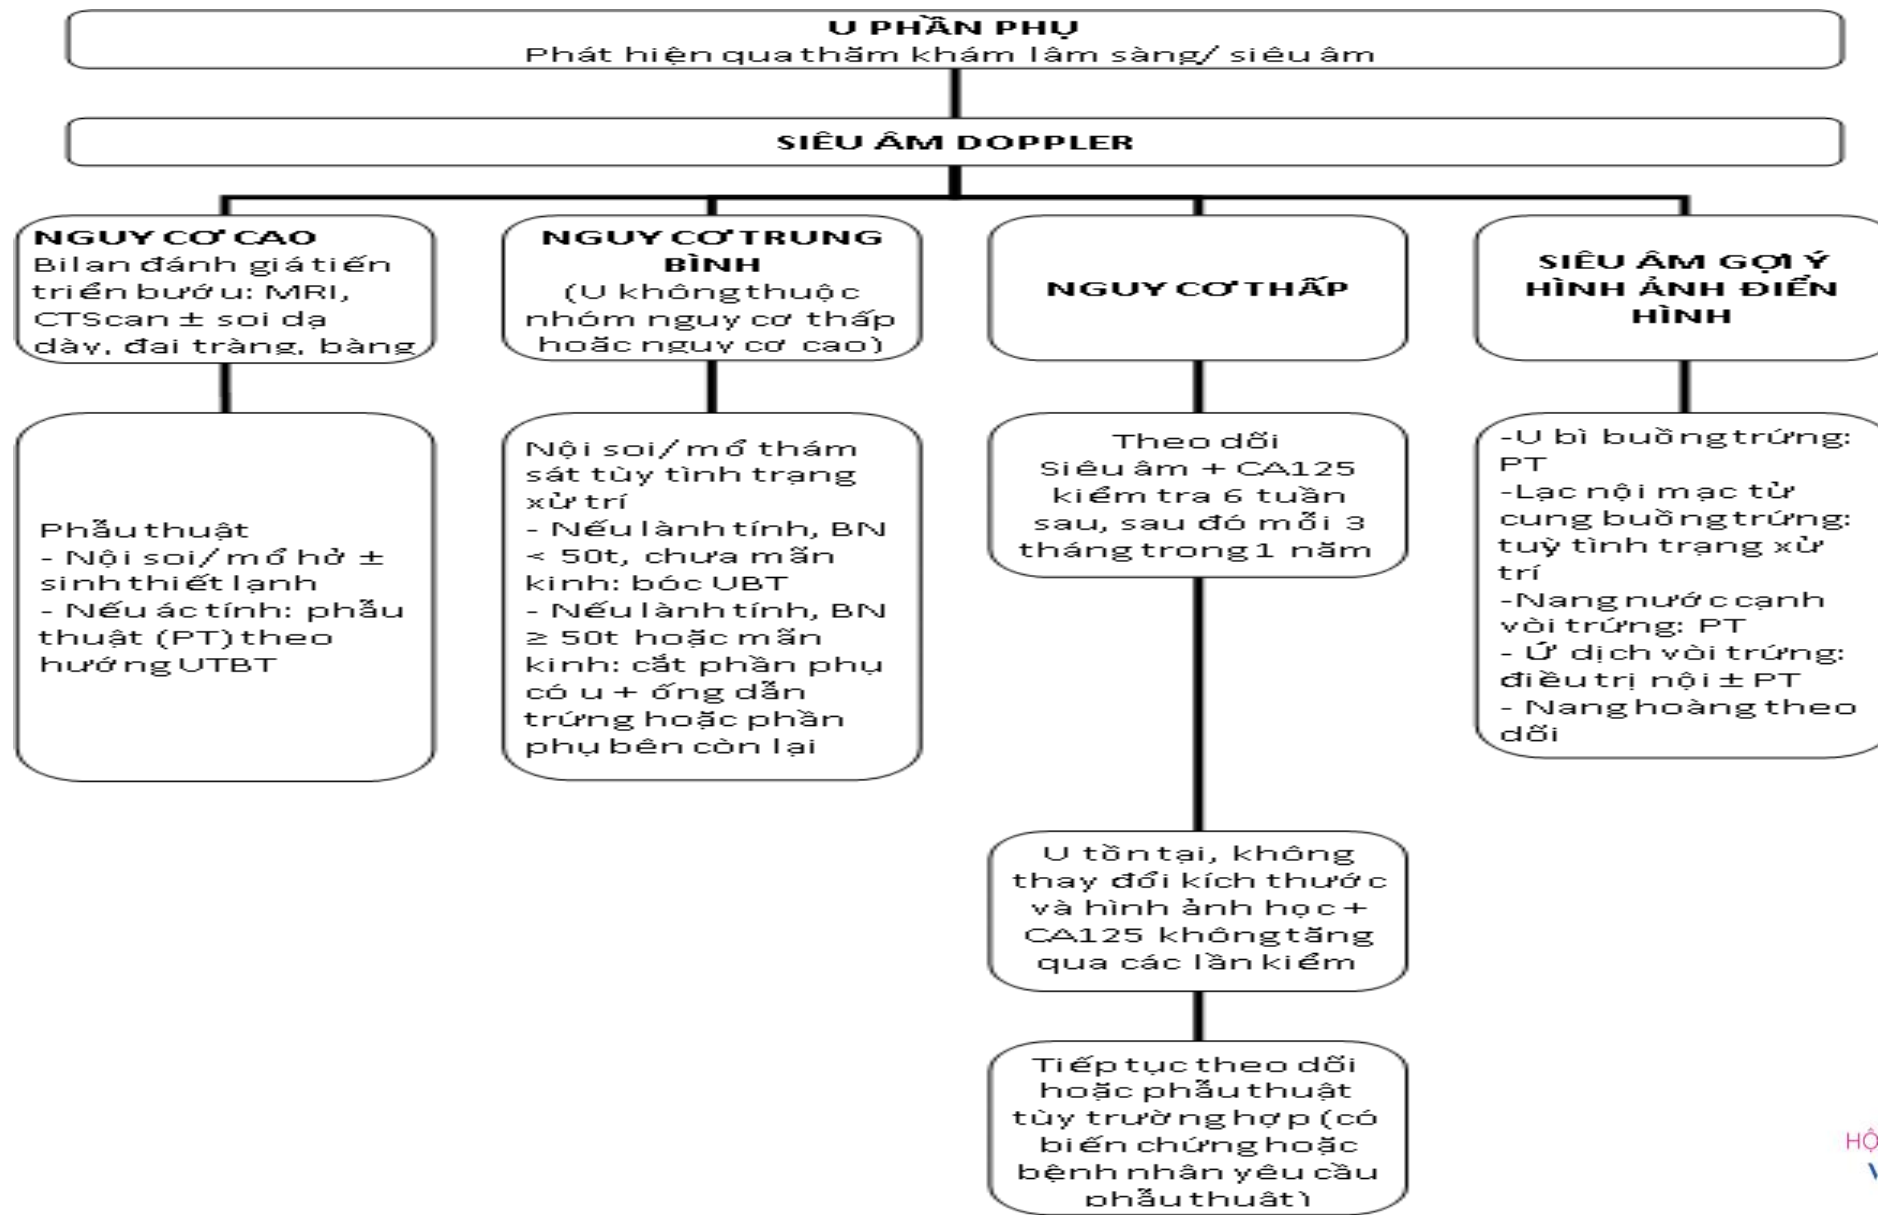 U PHẦN PHỤ
Phát hiện qua thăm khám lâm sàng/ siêu âm
SIÊU ÂM DOPPLER
NGUY CƠ CAO
Bilan đánh giá tiến
triển bướu: MRI,
CTScan ± soi dạ
dày, đại tràng, bàng
Phẫu thuật
- Nội soi/mổ hở ±
sinh thiết lạnh
- Nếu ác tính: phẫu
thuật (PT) theo
hướng UTBT
NGUY CƠ TRUNG
BÌNH
(U không thuộc
nhóm nguy cơ thấp
hoặc nguy cơ cao)
Nội soi/mổ thám
sát tùy tình trạng
xử trí
- Nếu lành tính, BN
< 50t, chưa mãn
kinh: bóc UBT
- Nếu lành tính, BN
≥ 50t hoặc mãn
kinh: cắt phần phụ
có u + ống dẫn
trứng hoặc phần
phụ bên còn lại
NGUY CƠ THẤP
Theo dõi
Siêu âm + CA125
kiểm tra 6 tuần
sau, sau đó mỗi 3
tháng trong 1 năm
U tồn tại, không
thay đổi kích thước
và hình ảnh học +
CA125 không tăng
qua các lần kiểm
Tiếp tục theo dõi
hoặc phẫu thuật
tùy trường hợp (có
biến chứng hoặc
bệnh nhân yêu cầu
phẫu thuật)
SIÊU ÂM GỢI Ý
HÌNH ẢNH ĐIỂN
HÌNH
-U bì buồng trứng:
PT
-Lạc nội mạc tử
cung buồng trứng:
tuỳ tình trạng xử
trí
-Nang nước cạnh
vòi trứng: PT
- Ứ dịch vòi trứng:
điều trị nội ± PT
- Nang hoàng theo
dõi
HỘ